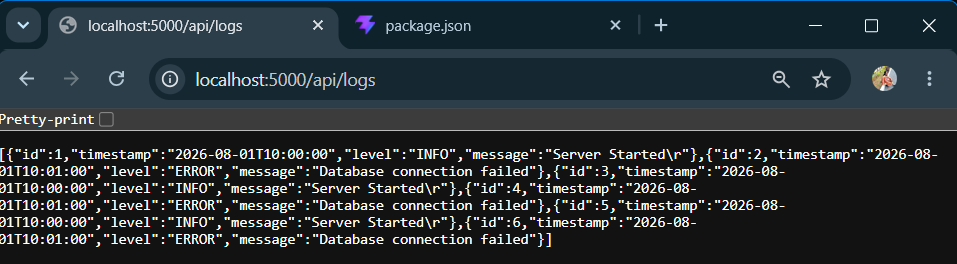 localhost:5000/api/logs
package.json
localhost:5000/api/logs
Pretty-print
[{"id":1,"timestamp":"2026-08-01T10:00:00","level":"INFO","message":"Server Started\r"},{"id":2,"timestamp":"2026-08-
01T10:01:00","level":"ERROR","message":"Database connection failed"},{"id":3,"timestamp":"2026-08-
01T10:00:00","level":"INFO","message":"Server Started\r"},{"id":4,"timestamp":"2026-08-
01T10:01:00","level":"ERROR","message":"Database connection failed"},{"id":5,"timestamp":"2026-08-
01T10:00:00","level":"INFO","message":"Server Started\r"},{"id":6,"timestamp":"2026-08-
01T10:01:00","level":"ERROR","message":"Database connection failed"}]